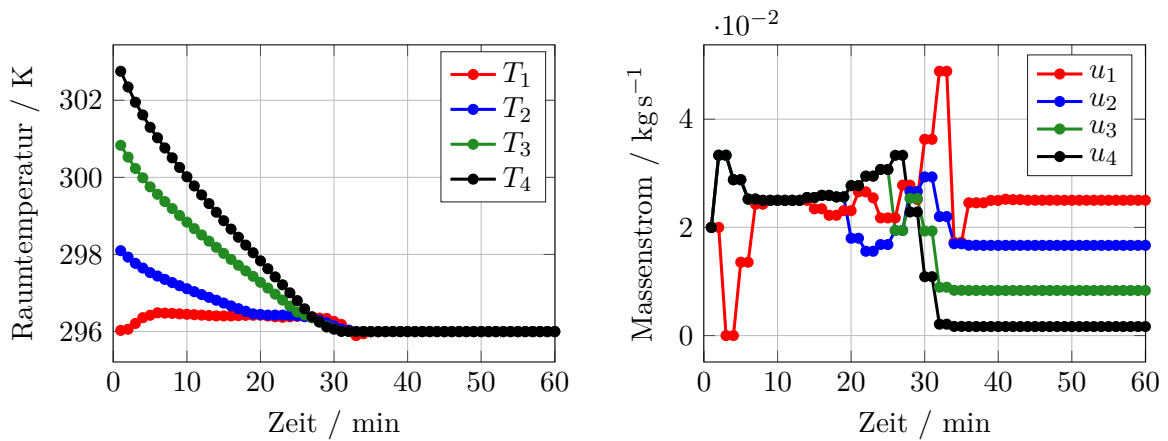 302
300
298
296
0
10
20
30
40
50
60
Zeit / min
Raumtemperatur / K
T₁
T₂
T₃
T₄
·10⁻²
4
2
0
0
10
20
30
40
50
60
Zeit / min
Massenstrom / kg s⁻¹
u₁
u₂
u₃
u₄